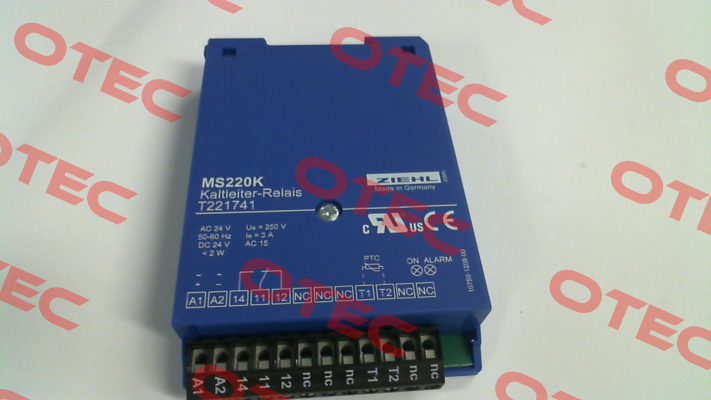 MS220K
Kaltleiter-Relais
T221741
ZIEHL
Made in Germany
AC 24 V Ue = 250 V
50-60 Hz Ie = 3 A
DC 24 V AC 15
< 2 W
c US CE
PTC
ON ALARM
A1 A2 14 11 12 NC NC NC T1 T2 NC NC
A1 A2 14 11 12 nc nc nc T1 T2 nc nc
OTEC
OTEC
OTEC
OTEC
OTEC
OTEC
OTEC
OTEC
OTEC